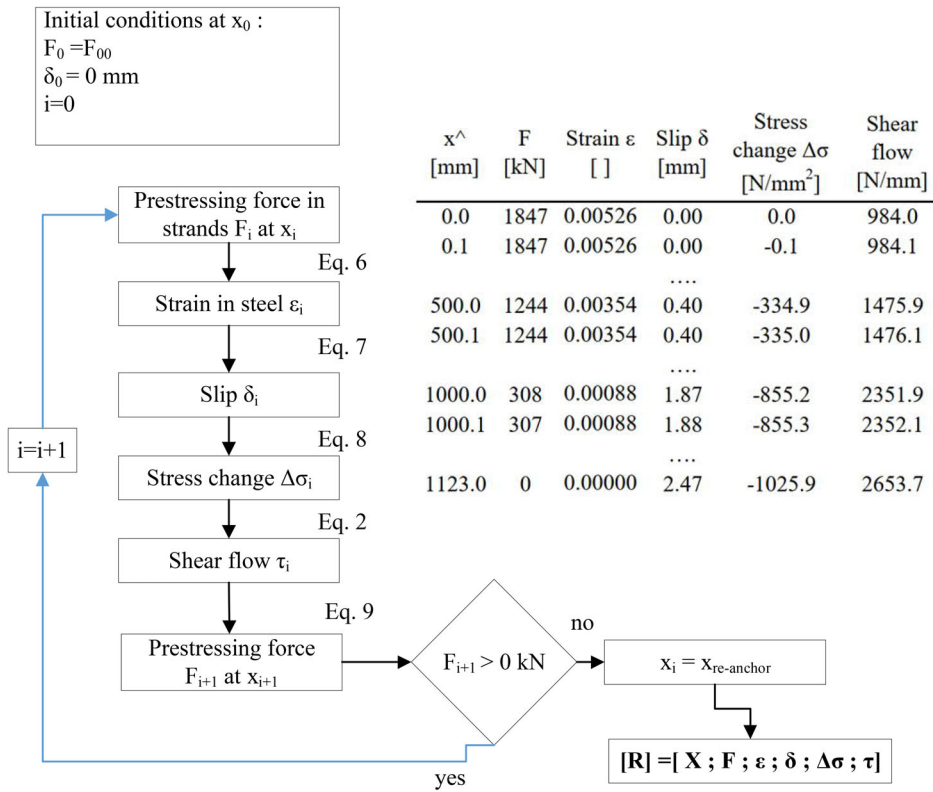 Initial conditions at x₀ :
F₀ =F₀₀
δ₀ = 0 mm
i=0
x^ F Strain ε Slip δ Stress change Δσ Shear flow
[mm] [kN] [ ] [mm] [N/mm²] [N/mm]
0.0 1847 0.00526 0.00 0.0 984.0
0.1 1847 0.00526 0.00 -0.1 984.1
....
500.0 1244 0.00354 0.40 -334.9 1475.9
500.1 1244 0.00354 0.40 -335.0 1476.1
....
1000.0 308 0.00088 1.87 -855.2 2351.9
1000.1 307 0.00088 1.88 -855.3 2352.1
....
1123.0 0 0.00000 2.47 -1025.9 2653.7
Prestressing force in
strands Fᵢ at xᵢ
Eq. 6
Strain in steel εᵢ
Eq. 7
Slip δᵢ
Eq. 8
i=i+1
Stress change Δσᵢ
Eq. 2
Shear flow τᵢ
Eq. 9
Prestressing force
Fᵢ₊₁ at xᵢ₊₁
Fᵢ₊₁ > 0 kN
no
xᵢ = x_re-anchor
yes
[R] =[ X ; F ; ε ; δ ; Δσ ; τ]